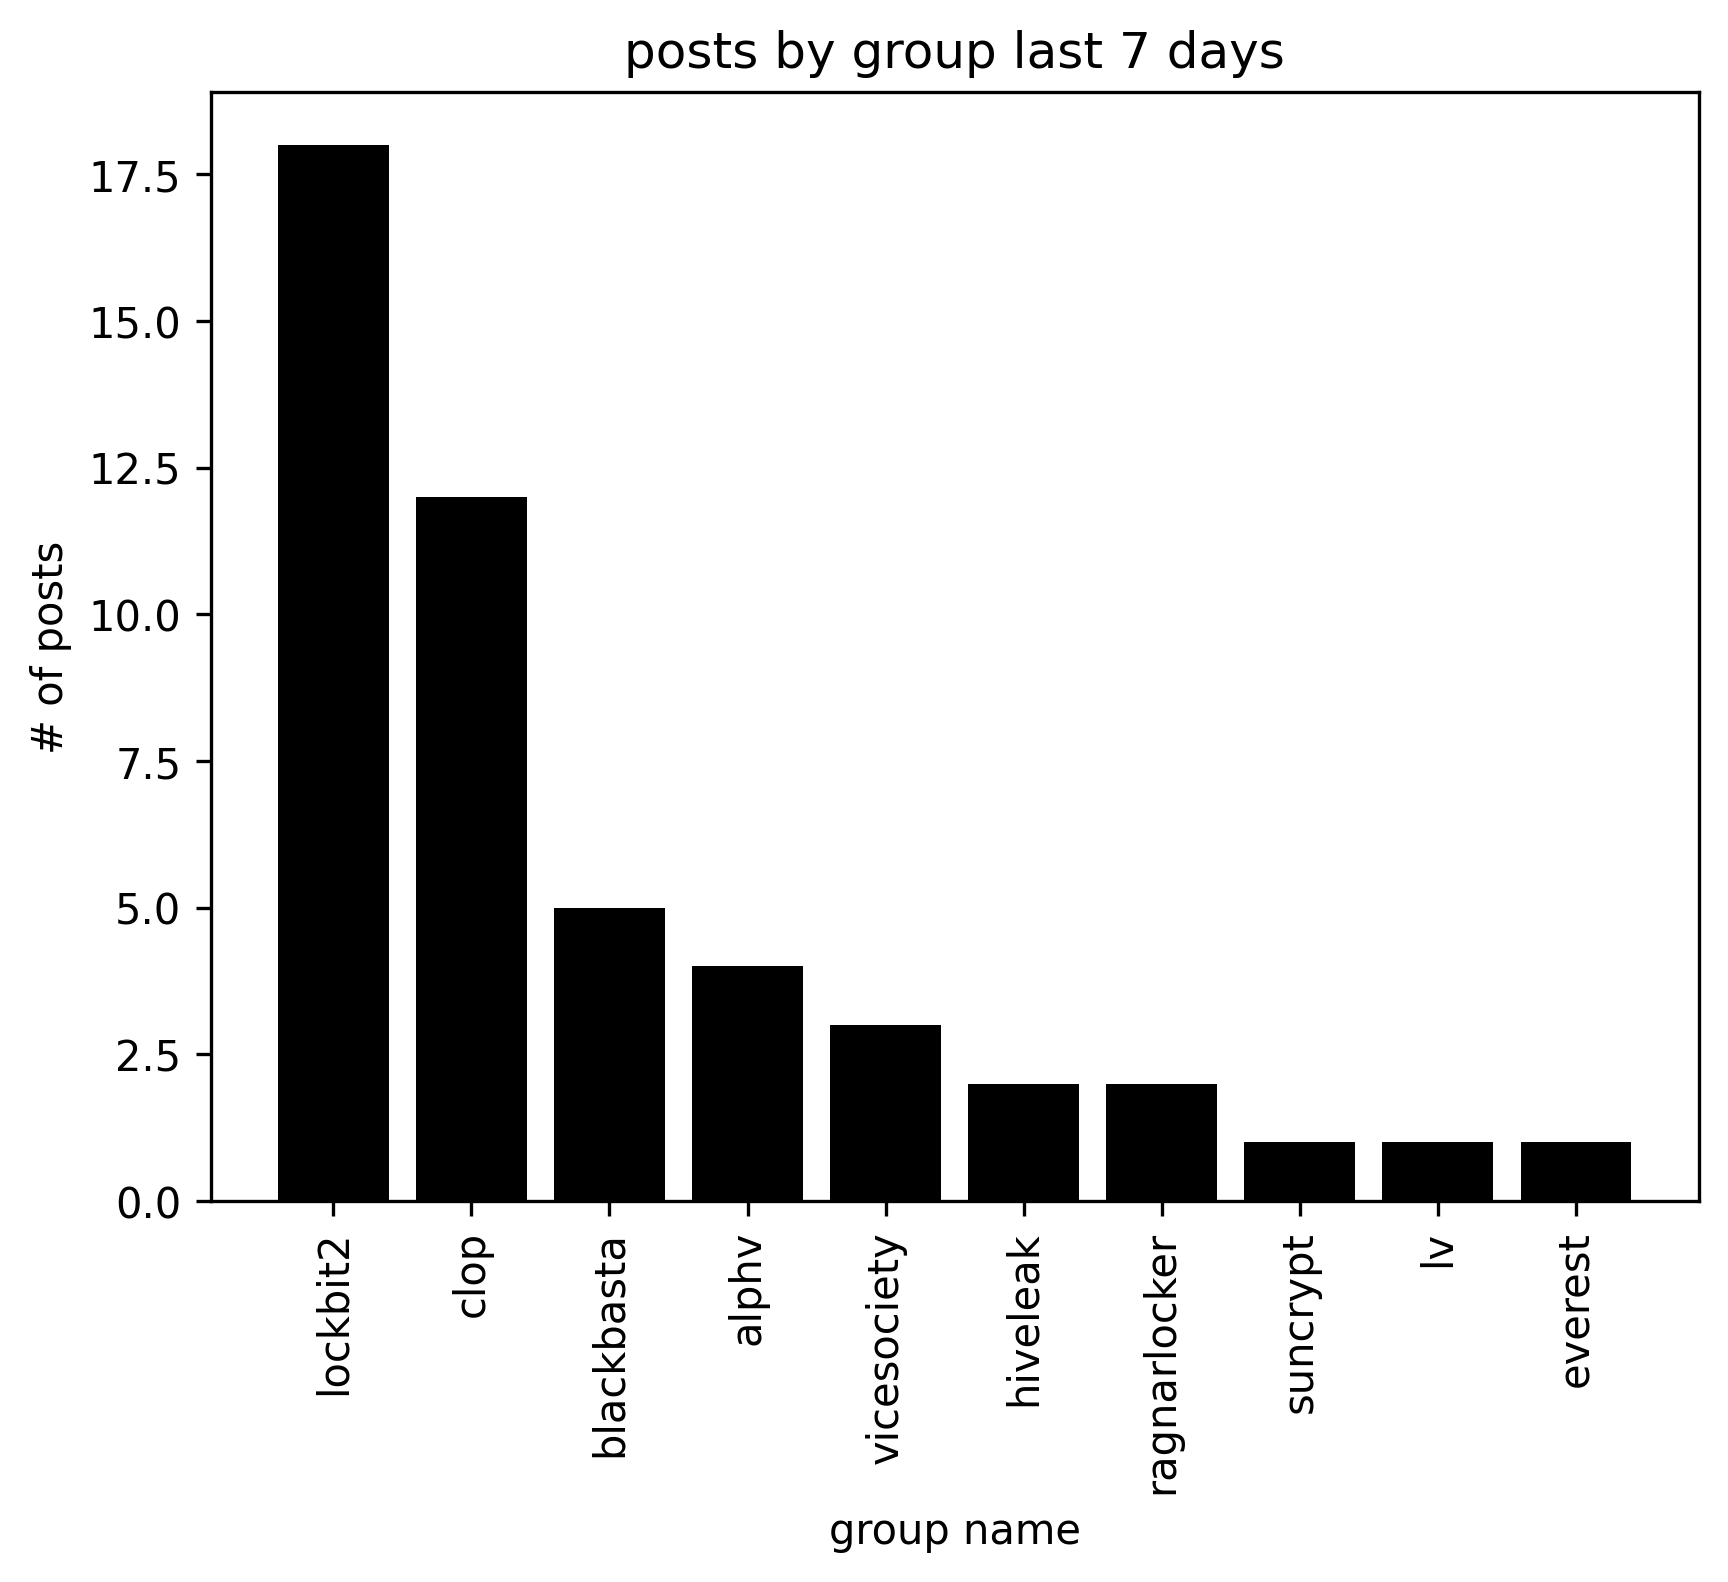 posts by group last 7 days
# of posts
17.5
15.0
12.5
10.0
7.5
5.0
2.5
0.0
lockbit2
clop
blackbasta
alphv
vicesociety
hiveleak
ragnarlocker
suncrypt
lv
everest
group name